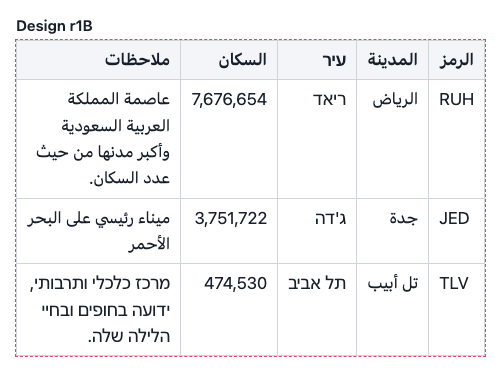 Design r1B
الرمز المدينة עיר السكان ملاحظات
RUH الرياض ריאד 7,676,654 عاصمة المملكة
العربية السعودية
وأكبر مدنها من حيث
عدد السكان.
JED جدة ג'דה 3,751,722 ميناء رئيسي على البحر
الأحمر
TLV تل أبيب תל אביב 474,530 מרכז כלכלי ותרבותי,
ידועה בחופים ובחיי
הלילה שלה.